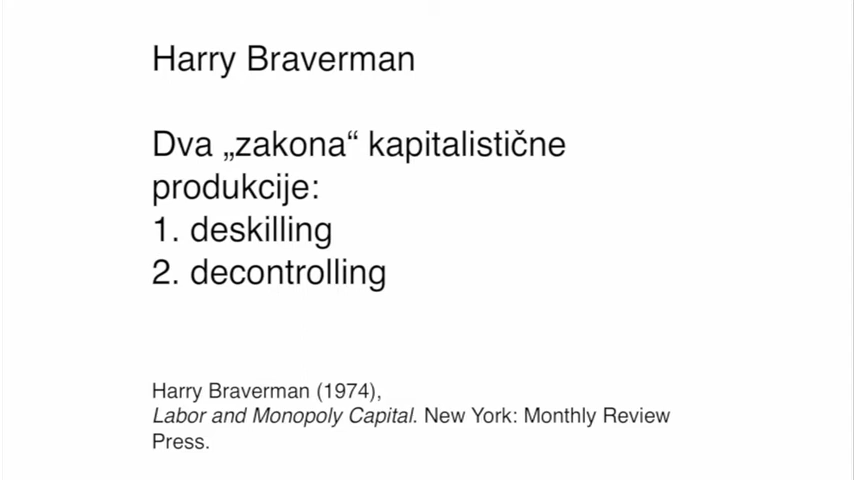 Harry Braverman
Dva „zakona“ kapitalistične
produkcije:
1. deskilling
2. decontrolling
Harry Braverman (1974),
Labor and Monopoly Capital. New York: Monthly Review
Press.